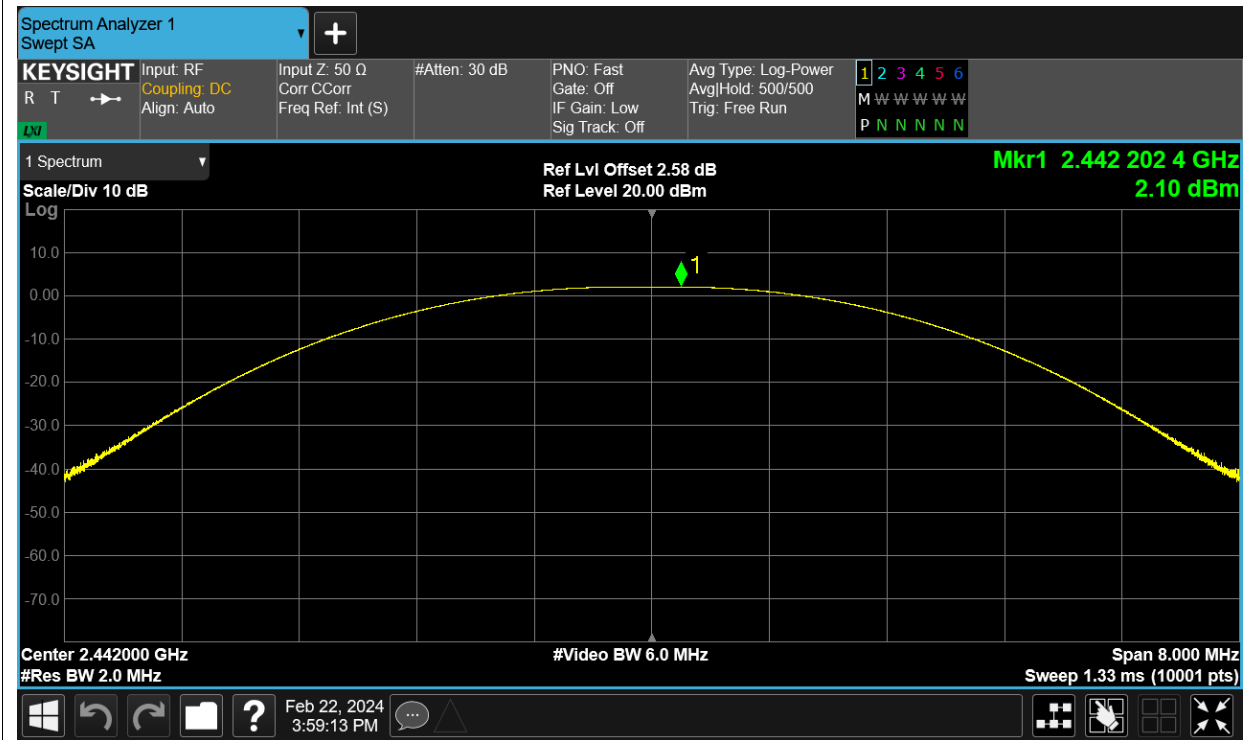 Spectrum Analyzer 1
Swept SA
+
KEYSIGHT
R T
LXI
Input: RF
Coupling: DC
Align: Auto
Input Z: 50 Ω
Corr CCorr
Freq Ref: Int (S)
#Atten: 30 dB
PNO: Fast
Gate: Off
IF Gain: Low
Sig Track: Off
Avg Type: Log-Power
Avg|Hold: 500/500
Trig: Free Run
1 2 3 4 5 6
M W W W W W
P N N N N N
1 Spectrum
Scale/Div 10 dB
Log
Ref Lvl Offset 2.58 dB
Ref Level 20.00 dBm
Mkr1 2.442 202 4 GHz
2.10 dBm
1
10.0
0.00
-10.0
-20.0
-30.0
-40.0
-50.0
-60.0
-70.0
Center 2.442000 GHz
#Res BW 2.0 MHz
#Video BW 6.0 MHz
Span 8.000 MHz
Sweep 1.33 ms (10001 pts)
?
Feb 22, 2024
3:59:13 PM